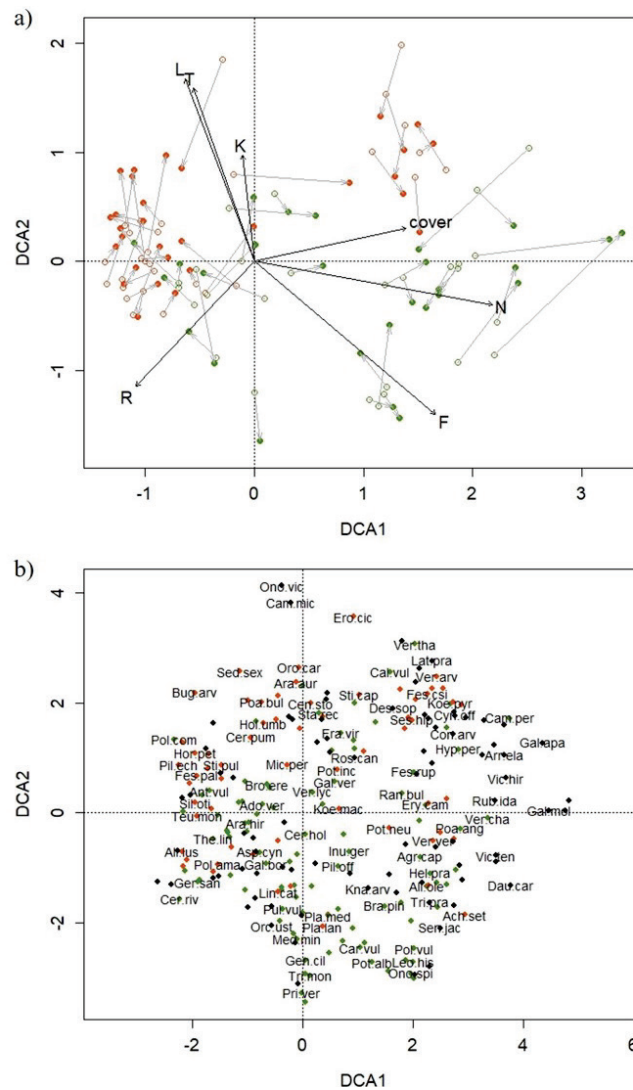 a)
2
L T
1
K
cover
DCA2
0
N
-1
R
F
-1 0 1 2 3
DCA1
b)
4
Ono.vic
Cam.mic
Ero.cic
Ver.tha
Oro.car
Lat.pra
Sed.sex
Cal.vul
Ver.arv
Ara.aur
Bug.arv
Sti.cap
Fes.csi
2
Poa.bul
Cen.sto
Koe.pyr
Des.sop
Sta.rec
Cyn.off
Hol.umb
Ses.hip
Cam.per
Era.vir
Con.arv
Pol.com
Cer.pum
Gal.apa
Hyp.per
Hor.pet
Ros.can
Arr.ela
Pil.ech
Sti.pul
Mic.per
Pot.inc
Fes.rup
Vic.hir
Fes.pal
Gal.ver
Ant.vul
Bro.ere
Ver.lyc
Ran.bul
Rub.ida
Sil.oti
Ado.ver
Koe.mac
Ery.cam
DCA2
0
Teu.mon
Gal.mol
Ara.hir
Ver.cha
Pot.neu
Poa.ang
The.lin
Cer.hol
Ver.ver
All.lus
Asp.cyn
Inu.ger
Agr.cap
Vic.ten
Pol.ama
Gal.bor
Pil.off
Hel.pra
Ger.san
Kna.arv
All.ole
Dau.car
Cer.riv
Lin.cat
Tri.pra
Pul.vul
Bra.pin
Pla.med
Ach.set
-2
Orc.ust
Pla.lan
Sen.jac
Med.min
Car.vul
Pol.vul
Gen.cil
Pot.alb
Leo.his
Tri.mon
Ono.spi
Pri.ver
-2 0 2 4 6
DCA1